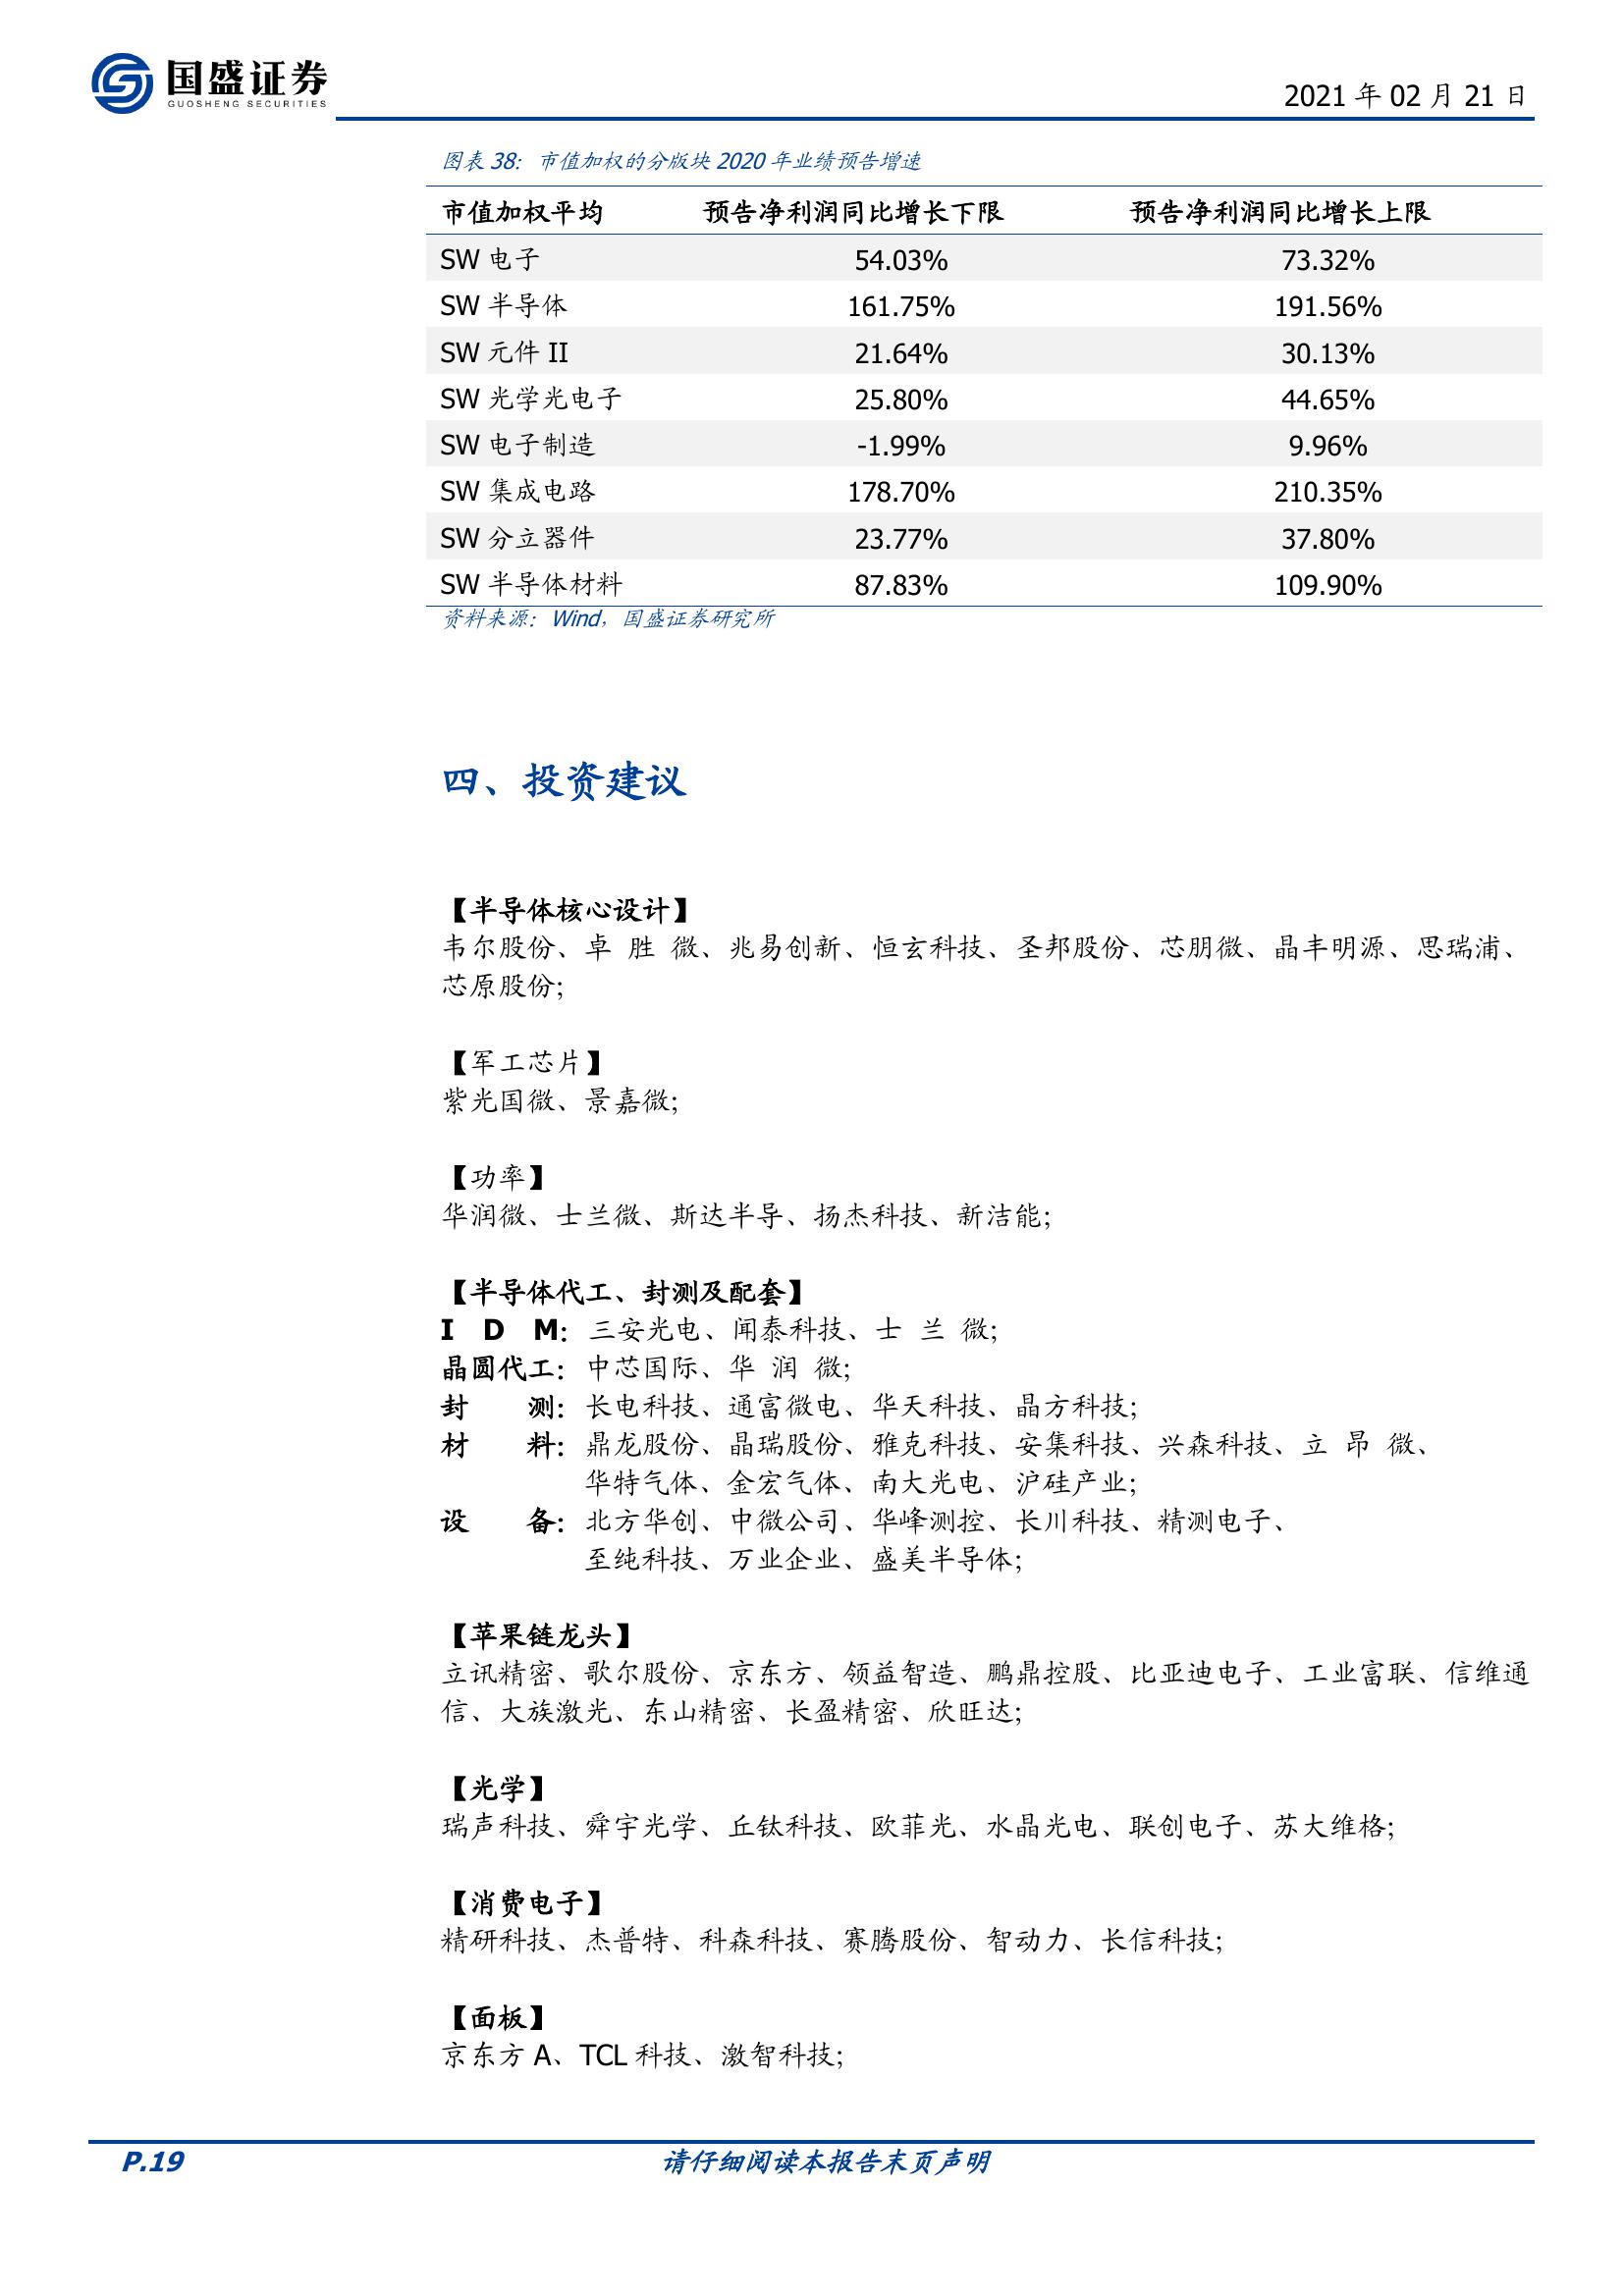 国盛证券
GUOSHENG SECURITIES
2021 年 02 月 21 日
图表 38：市值加权的分版块 2020 年业绩预告增速
市值加权平均 预告净利润同比增长下限 预告净利润同比增长上限
SW 电子 54.03% 73.32%
SW 半导体 161.75% 191.56%
SW 元件 II 21.64% 30.13%
SW 光学光电子 25.80% 44.65%
SW 电子制造 -1.99% 9.96%
SW 集成电路 178.70% 210.35%
SW 分立器件 23.77% 37.80%
SW 半导体材料 87.83% 109.90%
资料来源：Wind，国盛证券研究所
四、投资建议
【半导体核心设计】
韦尔股份、卓 胜 微、兆易创新、恒玄科技、圣邦股份、芯朋微、晶丰明源、思瑞浦、
芯原股份；
【军工芯片】
紫光国微、景嘉微；
【功率】
华润微、士兰微、斯达半导、扬杰科技、新洁能；
【半导体代工、封测及配套】
I D M：三安光电、闻泰科技、士 兰 微；
晶圆代工：中芯国际、华 润 微；
封 测：长电科技、通富微电、华天科技、晶方科技；
材 料：鼎龙股份、晶瑞股份、雅克科技、安集科技、兴森科技、立 昂 微、
华特气体、金宏气体、南大光电、沪硅产业；
设 备：北方华创、中微公司、华峰测控、长川科技、精测电子、
至纯科技、万业企业、盛美半导体；
【苹果链龙头】
立讯精密、歌尔股份、京东方、领益智造、鹏鼎控股、比亚迪电子、工业富联、信维通
信、大族激光、东山精密、长盈精密、欣旺达；
【光学】
瑞声科技、舜宇光学、丘钛科技、欧菲光、水晶光电、联创电子、苏大维格；
【消费电子】
精研科技、杰普特、科森科技、赛腾股份、智动力、长信科技；
【面板】
京东方 A、TCL 科技、激智科技；
P.19 请仔细阅读本报告末页声明